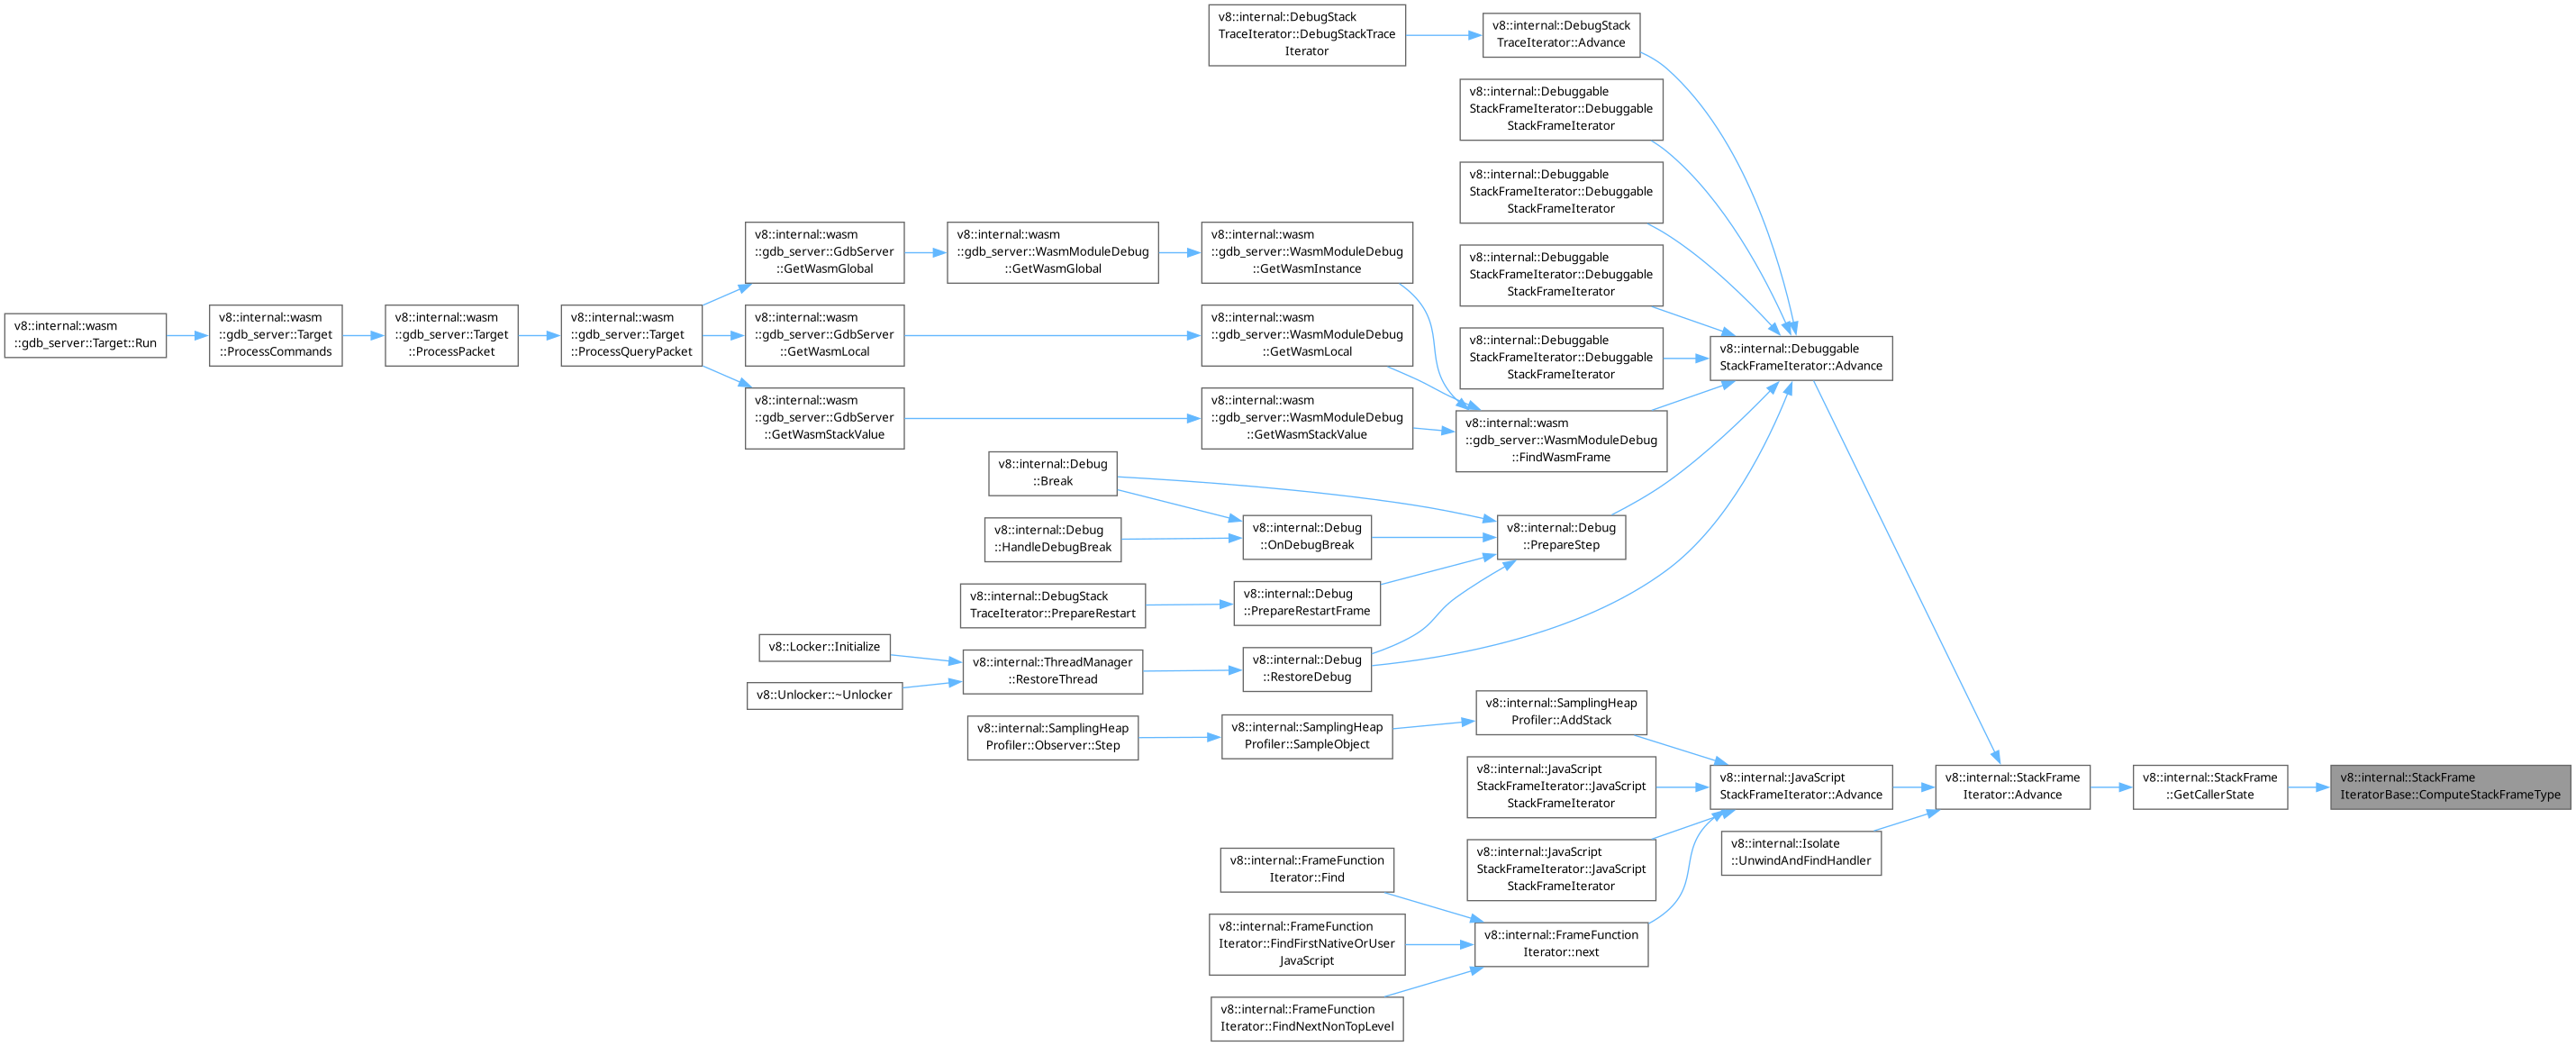 v8::internal::DebugStack
TraceIterator::DebugStackTrace
Iterator
v8::internal::DebugStack
TraceIterator::Advance
v8::internal::Debuggable
StackFrameIterator::Debuggable
StackFrameIterator
v8::internal::Debuggable
StackFrameIterator::Debuggable
StackFrameIterator
v8::internal::Debuggable
StackFrameIterator::Debuggable
StackFrameIterator
v8::internal::Debuggable
StackFrameIterator::Debuggable
StackFrameIterator
v8::internal::wasm
::gdb_server::GdbServer
::GetWasmGlobal
v8::internal::wasm
::gdb_server::WasmModuleDebug
::GetWasmGlobal
v8::internal::wasm
::gdb_server::WasmModuleDebug
::GetWasmInstance
v8::internal::wasm
::gdb_server::Target::Run
v8::internal::wasm
::gdb_server::Target
::ProcessCommands
v8::internal::wasm
::gdb_server::Target
::ProcessPacket
v8::internal::wasm
::gdb_server::Target
::ProcessQueryPacket
v8::internal::wasm
::gdb_server::GdbServer
::GetWasmLocal
v8::internal::wasm
::gdb_server::WasmModuleDebug
::GetWasmLocal
v8::internal::Debuggable
StackFrameIterator::Advance
v8::internal::wasm
::gdb_server::GdbServer
::GetWasmStackValue
v8::internal::wasm
::gdb_server::WasmModuleDebug
::GetWasmStackValue
v8::internal::wasm
::gdb_server::WasmModuleDebug
::FindWasmFrame
v8::internal::Debug
::Break
v8::internal::Debug
::HandleDebugBreak
v8::internal::Debug
::OnDebugBreak
v8::internal::Debug
::PrepareStep
v8::internal::DebugStack
TraceIterator::PrepareRestart
v8::internal::Debug
::PrepareRestartFrame
v8::Locker::Initialize
v8::Unlocker::~Unlocker
v8::internal::ThreadManager
::RestoreThread
v8::internal::Debug
::RestoreDebug
v8::internal::SamplingHeap
Profiler::Observer::Step
v8::internal::SamplingHeap
Profiler::SampleObject
v8::internal::SamplingHeap
Profiler::AddStack
v8::internal::JavaScript
StackFrameIterator::JavaScript
StackFrameIterator
v8::internal::JavaScript
StackFrameIterator::Advance
v8::internal::StackFrame
Iterator::Advance
v8::internal::StackFrame
::GetCallerState
v8::internal::StackFrame
IteratorBase::ComputeStackFrameType
v8::internal::JavaScript
StackFrameIterator::JavaScript
StackFrameIterator
v8::internal::Isolate
::UnwindAndFindHandler
v8::internal::FrameFunction
Iterator::Find
v8::internal::FrameFunction
Iterator::FindFirstNativeOrUser
JavaScript
v8::internal::FrameFunction
Iterator::next
v8::internal::FrameFunction
Iterator::FindNextNonTopLevel